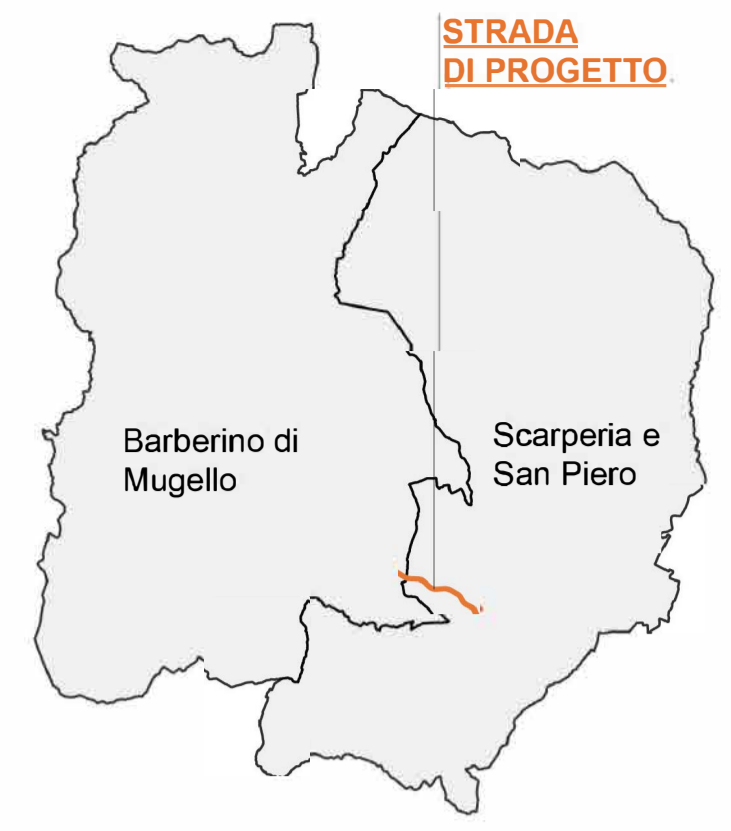 STRADA
DI PROGETTO
Barberino di
Mugello
Scarperia e
San Piero